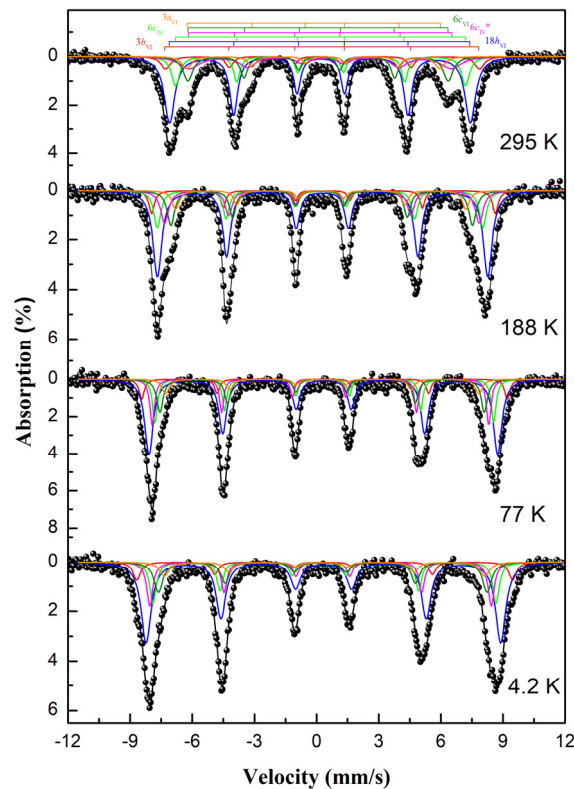 3a_VI
6c_IV 6c_VI 6c_IV*
3b_VI 18h_VI
0
2
4
295 K
0
2
4
6
188 K
0
2
4
6
8
77 K
0
2
4
6
4.2 K
Absorption (%)
-12 -9 -6 -3 0 3 6 9 12
Velocity (mm/s)